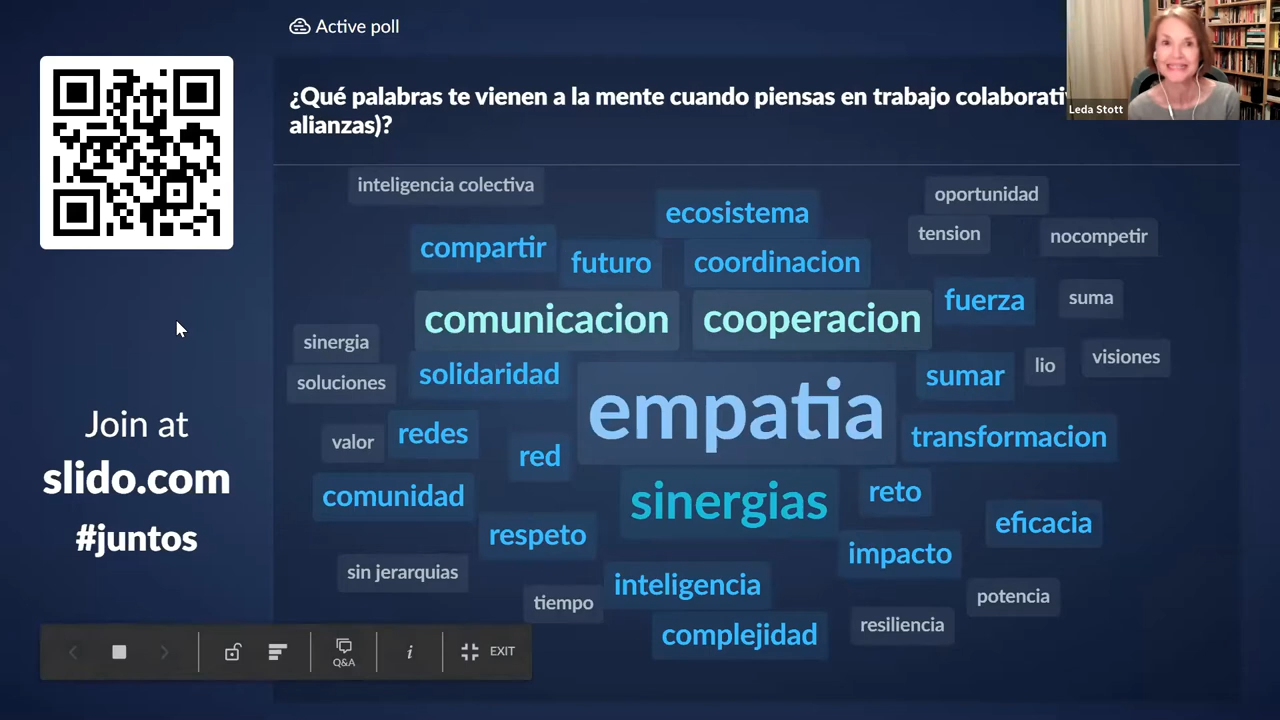 Active poll
¿Qué palabras te vienen a la mente cuando piensas en trabajo
alianzas)?
Leda Stott
inteligencia colectiva
oportunidad
ecosistema
tension
nocompetir
compartir
futuro
coordinacion
fuerza
suma
comunicacion
cooperacion
sinergia
visiones
lio
soluciones
solidaridad
sumar
empatia
valor
redes
red
transformacion
comunidad
sinergias
reto
respeto
eficacia
impacto
sin jerarquias
inteligencia
tiempo
potencia
complejidad
resiliencia
Join at
slido.com
#juntos
Q&A
i
EXIT